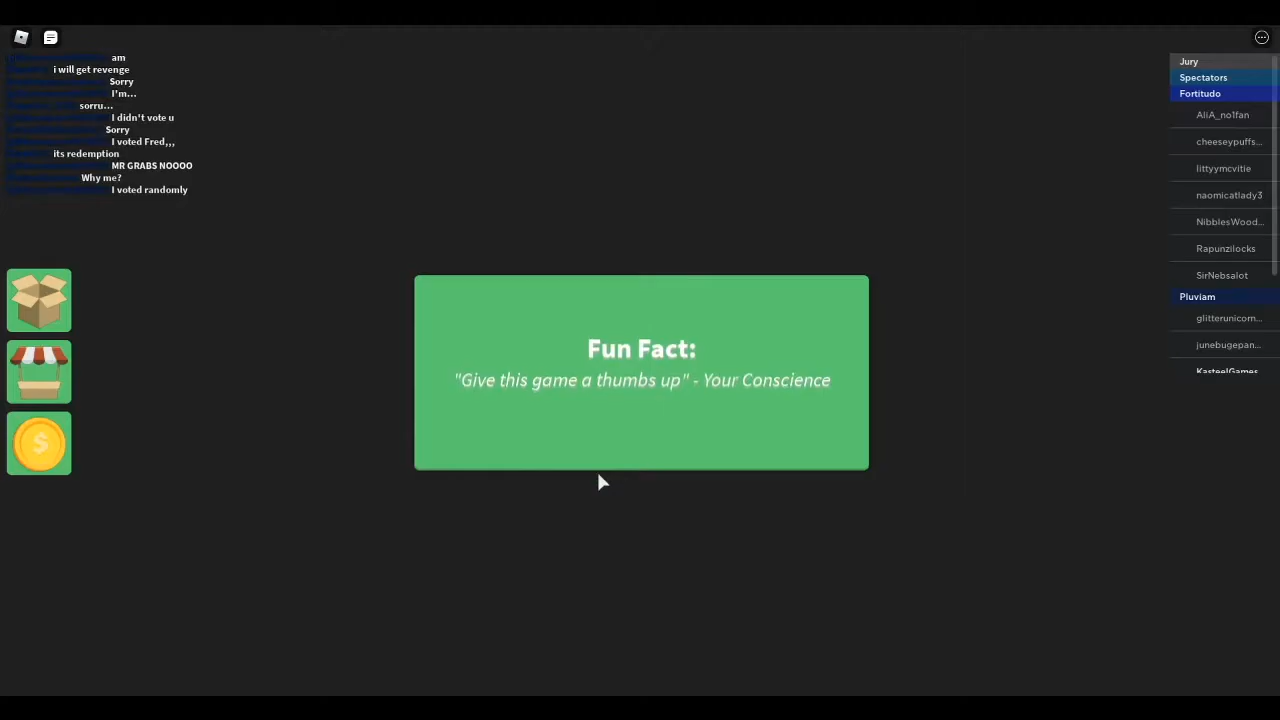 am
i will get revenge
Sorry
I'm...
sorru...
I didn't vote u
Sorry
I voted Fred,,,
its redemption
MR GRABS NOOOO
Why me?
I voted randomly
Fun Fact:
"Give this game a thumbs up" - Your Conscience
Jury
Spectators
Fortitudo
AliA_no1fan
cheeseypuffs...
littyymcvitie
naomicatlady3
NibblesWood...
Rapunzilocks
SirNebsalot
Pluviam
glitterunicorn...
junebugepan...
KasteelGames